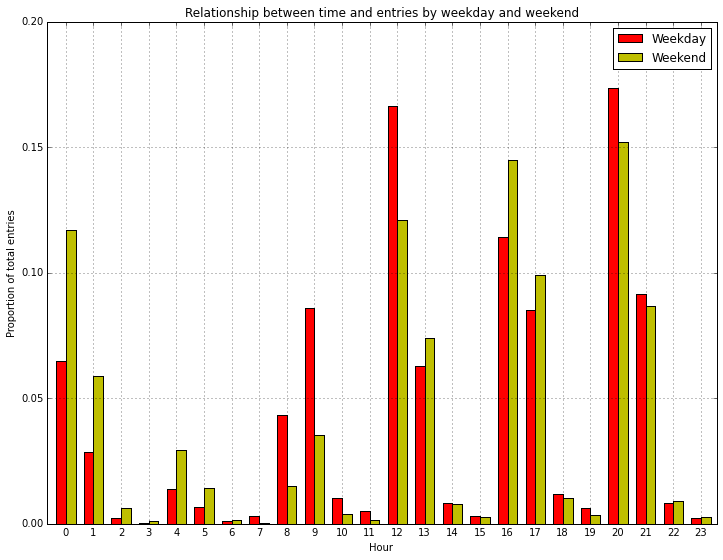 Relationship between time and entries by weekday and weekend
Weekday
Weekend
Proportion of total entries
0.20
0.15
0.10
0.05
0.00
0 1 2 3 4 5 6 7 8 9 10 11 12 13 14 15 16 17 18 19 20 21 22 23
Hour